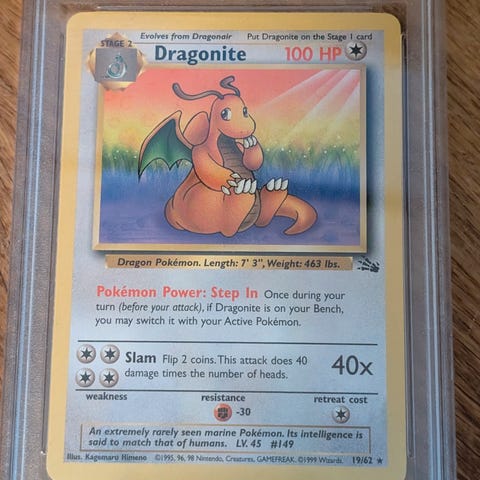 Evolves from Dragonair Put Dragonite on the Stage 1 card
STAGE 2
Dragonite 100 HP
Dragon Pokémon. Length: 7' 3", Weight: 463 lbs.
Pokémon Power: Step In Once during your
turn (before your attack), if Dragonite is on your Bench,
you may switch it with your Active Pokémon.
Slam Flip 2 coins. This attack does 40
damage times the number of heads.
40x
weakness resistance retreat cost
-30
An extremely rarely seen marine Pokémon. Its intelligence is
said to match that of humans. LV. 45 #149
Illus. Kagemaru Himeno ©1995, 96, 98 Nintendo, Creatures, GAMEFREAK. ©1999 Wizards. 19/62 ★